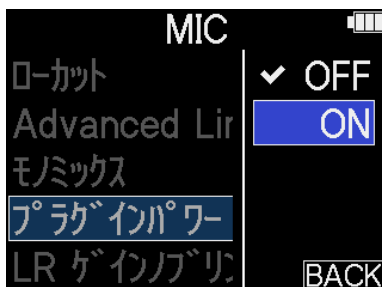 MIC
ローカット
Advanced Lir
モノミックス
プラグインパワー
LR ゲインノブリ
✔ OFF
ON
BACK